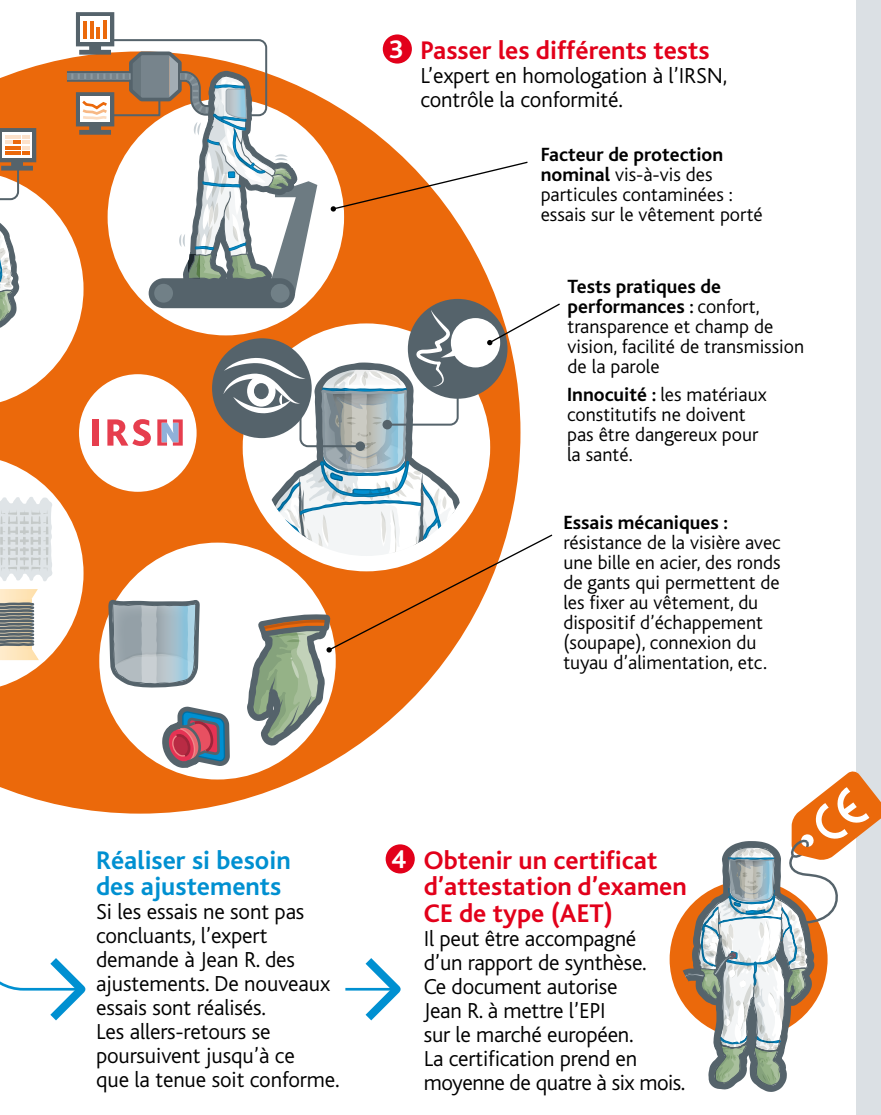 3 Passer les différents tests
L’expert en homologation à l’IRSN,
contrôle la conformité.
Facteur de protection
nominal vis-à-vis des
particules contaminées :
essais sur le vêtement porté
Tests pratiques de
performances : confort,
transparence et champ de
vision, facilité de transmission
de la parole
Innocuité : les matériaux
constitutifs ne doivent
pas être dangereux pour
la santé.
IRSN
Essais mécaniques :
résistance de la visière avec
une bille en acier, des ronds
de gants qui permettent de
les fixer au vêtement, du
dispositif d’échappement
(soupape), connexion du
tuyau d’alimentation, etc.
Réaliser si besoin
des ajustements
Si les essais ne sont pas
concluants, l’expert
demande à Jean R. des
ajustements. De nouveaux
essais sont réalisés.
Les allers-retours se
poursuivent jusqu’à ce
que la tenue soit conforme.
4 Obtenir un certificat
d’attestation d’examen
CE de type (AET)
Il peut être accompagné
d’un rapport de synthèse.
Ce document autorise
Jean R. à mettre l’EPI
sur le marché européen.
La certification prend en
moyenne de quatre à six mois.
CE